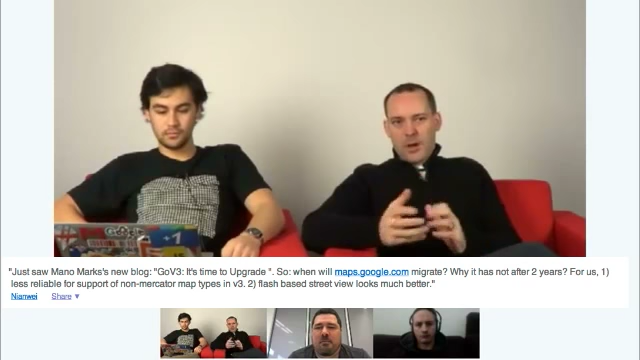 +1
"Just saw Mano Marks's new blog: "GoV3: It's time to Upgrade ". So: when will maps.google.com migrate? Why it has not after 2 years? For us, 1)
less reliable for support of non-mercator map types in v3. 2) flash based street view looks much better."
Nianwei Share ▼